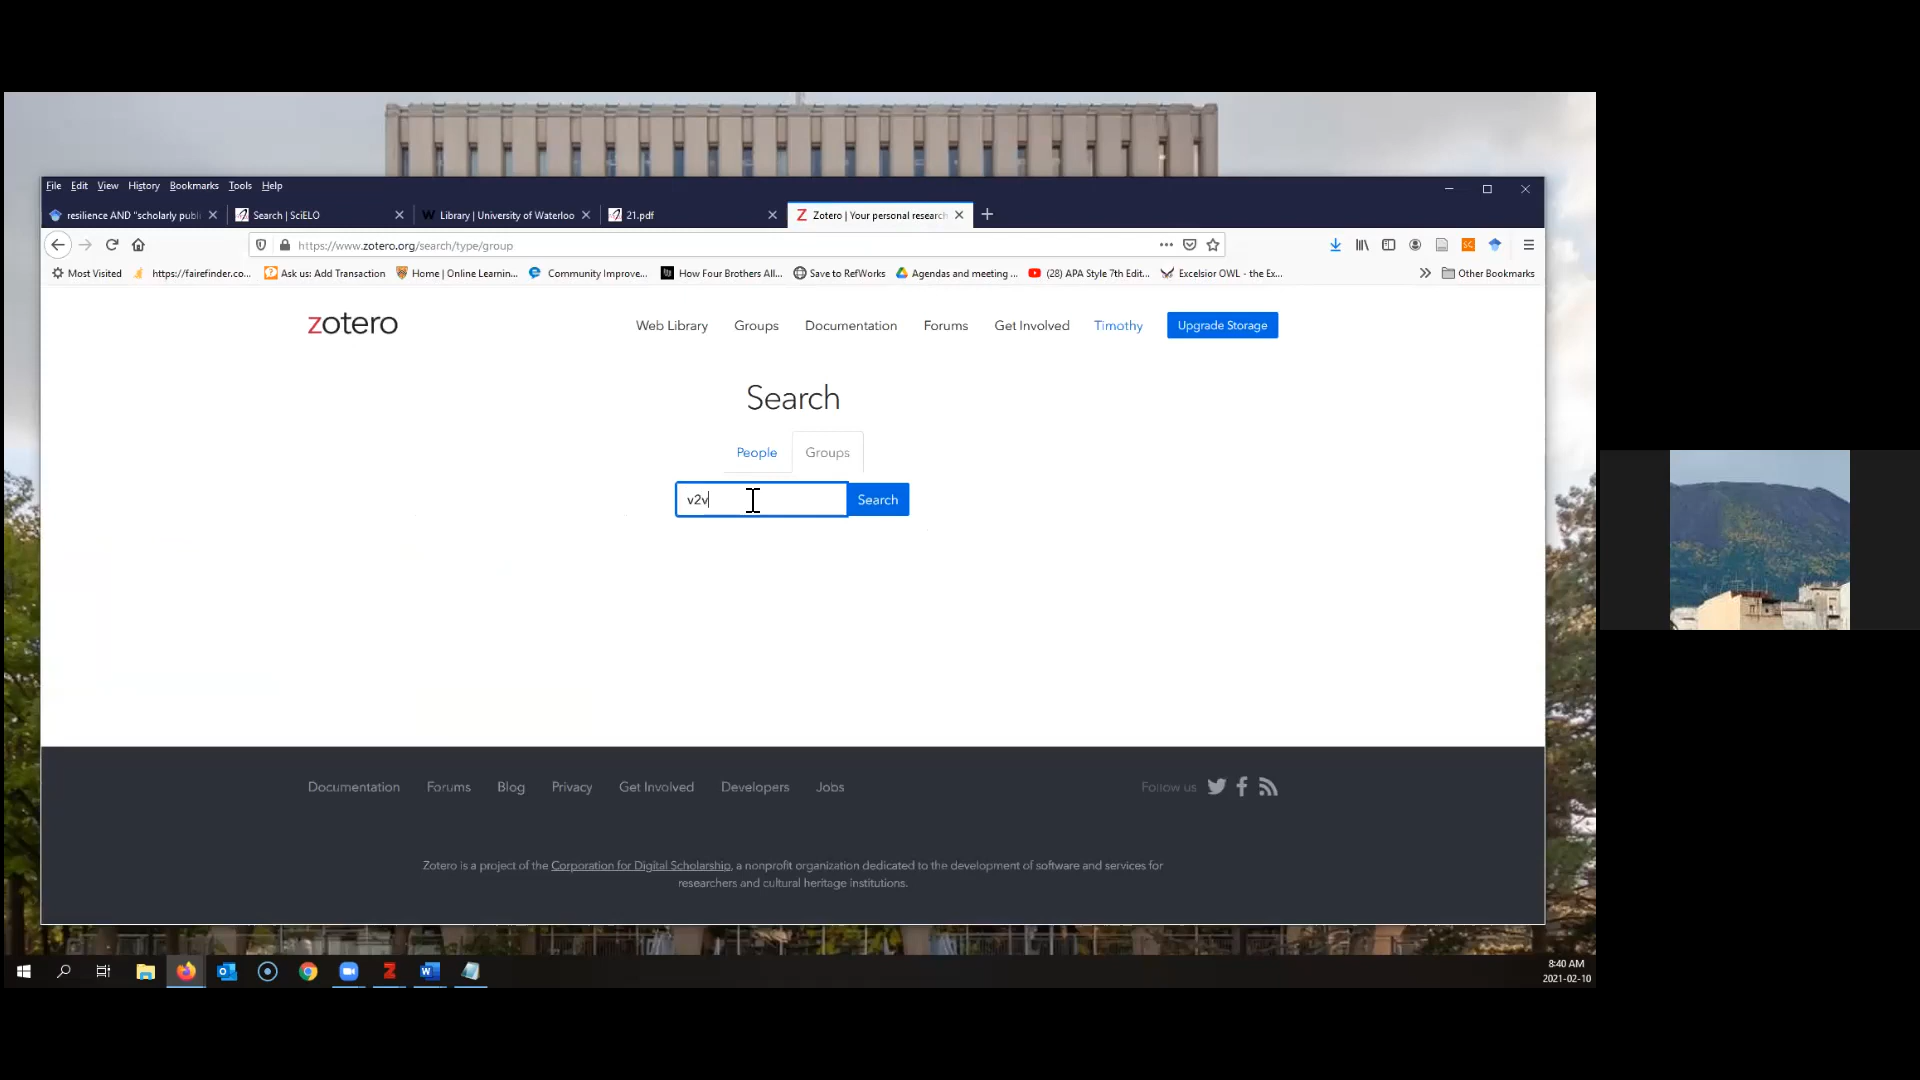 File Edit View History Bookmarks Tools Help
resilience AND "scholarly publi
Search | SciELO
Library | University of Waterloo
21.pdf
Zotero | Your personal research
https://www.zotero.org/search/type/group
Most Visited https://fairefinder.co... Ask us: Add Transaction Home | Online Learnin... Community Improve... How Four Brothers All... Save to RefWorks Agendas and meeting ... (28) APA Style 7th Edit... Excelsior OWL - the Ex... Other Bookmarks
zotero
Web Library Groups Documentation Forums Get Involved Timothy Upgrade Storage
Search
People Groups
v2v Search
Documentation Forums Blog Privacy Get Involved Developers Jobs Follow us
Zotero is a project of the Corporation for Digital Scholarship, a nonprofit organization dedicated to the development of software and services for
researchers and cultural heritage institutions.
8:40 AM
2021-02-10